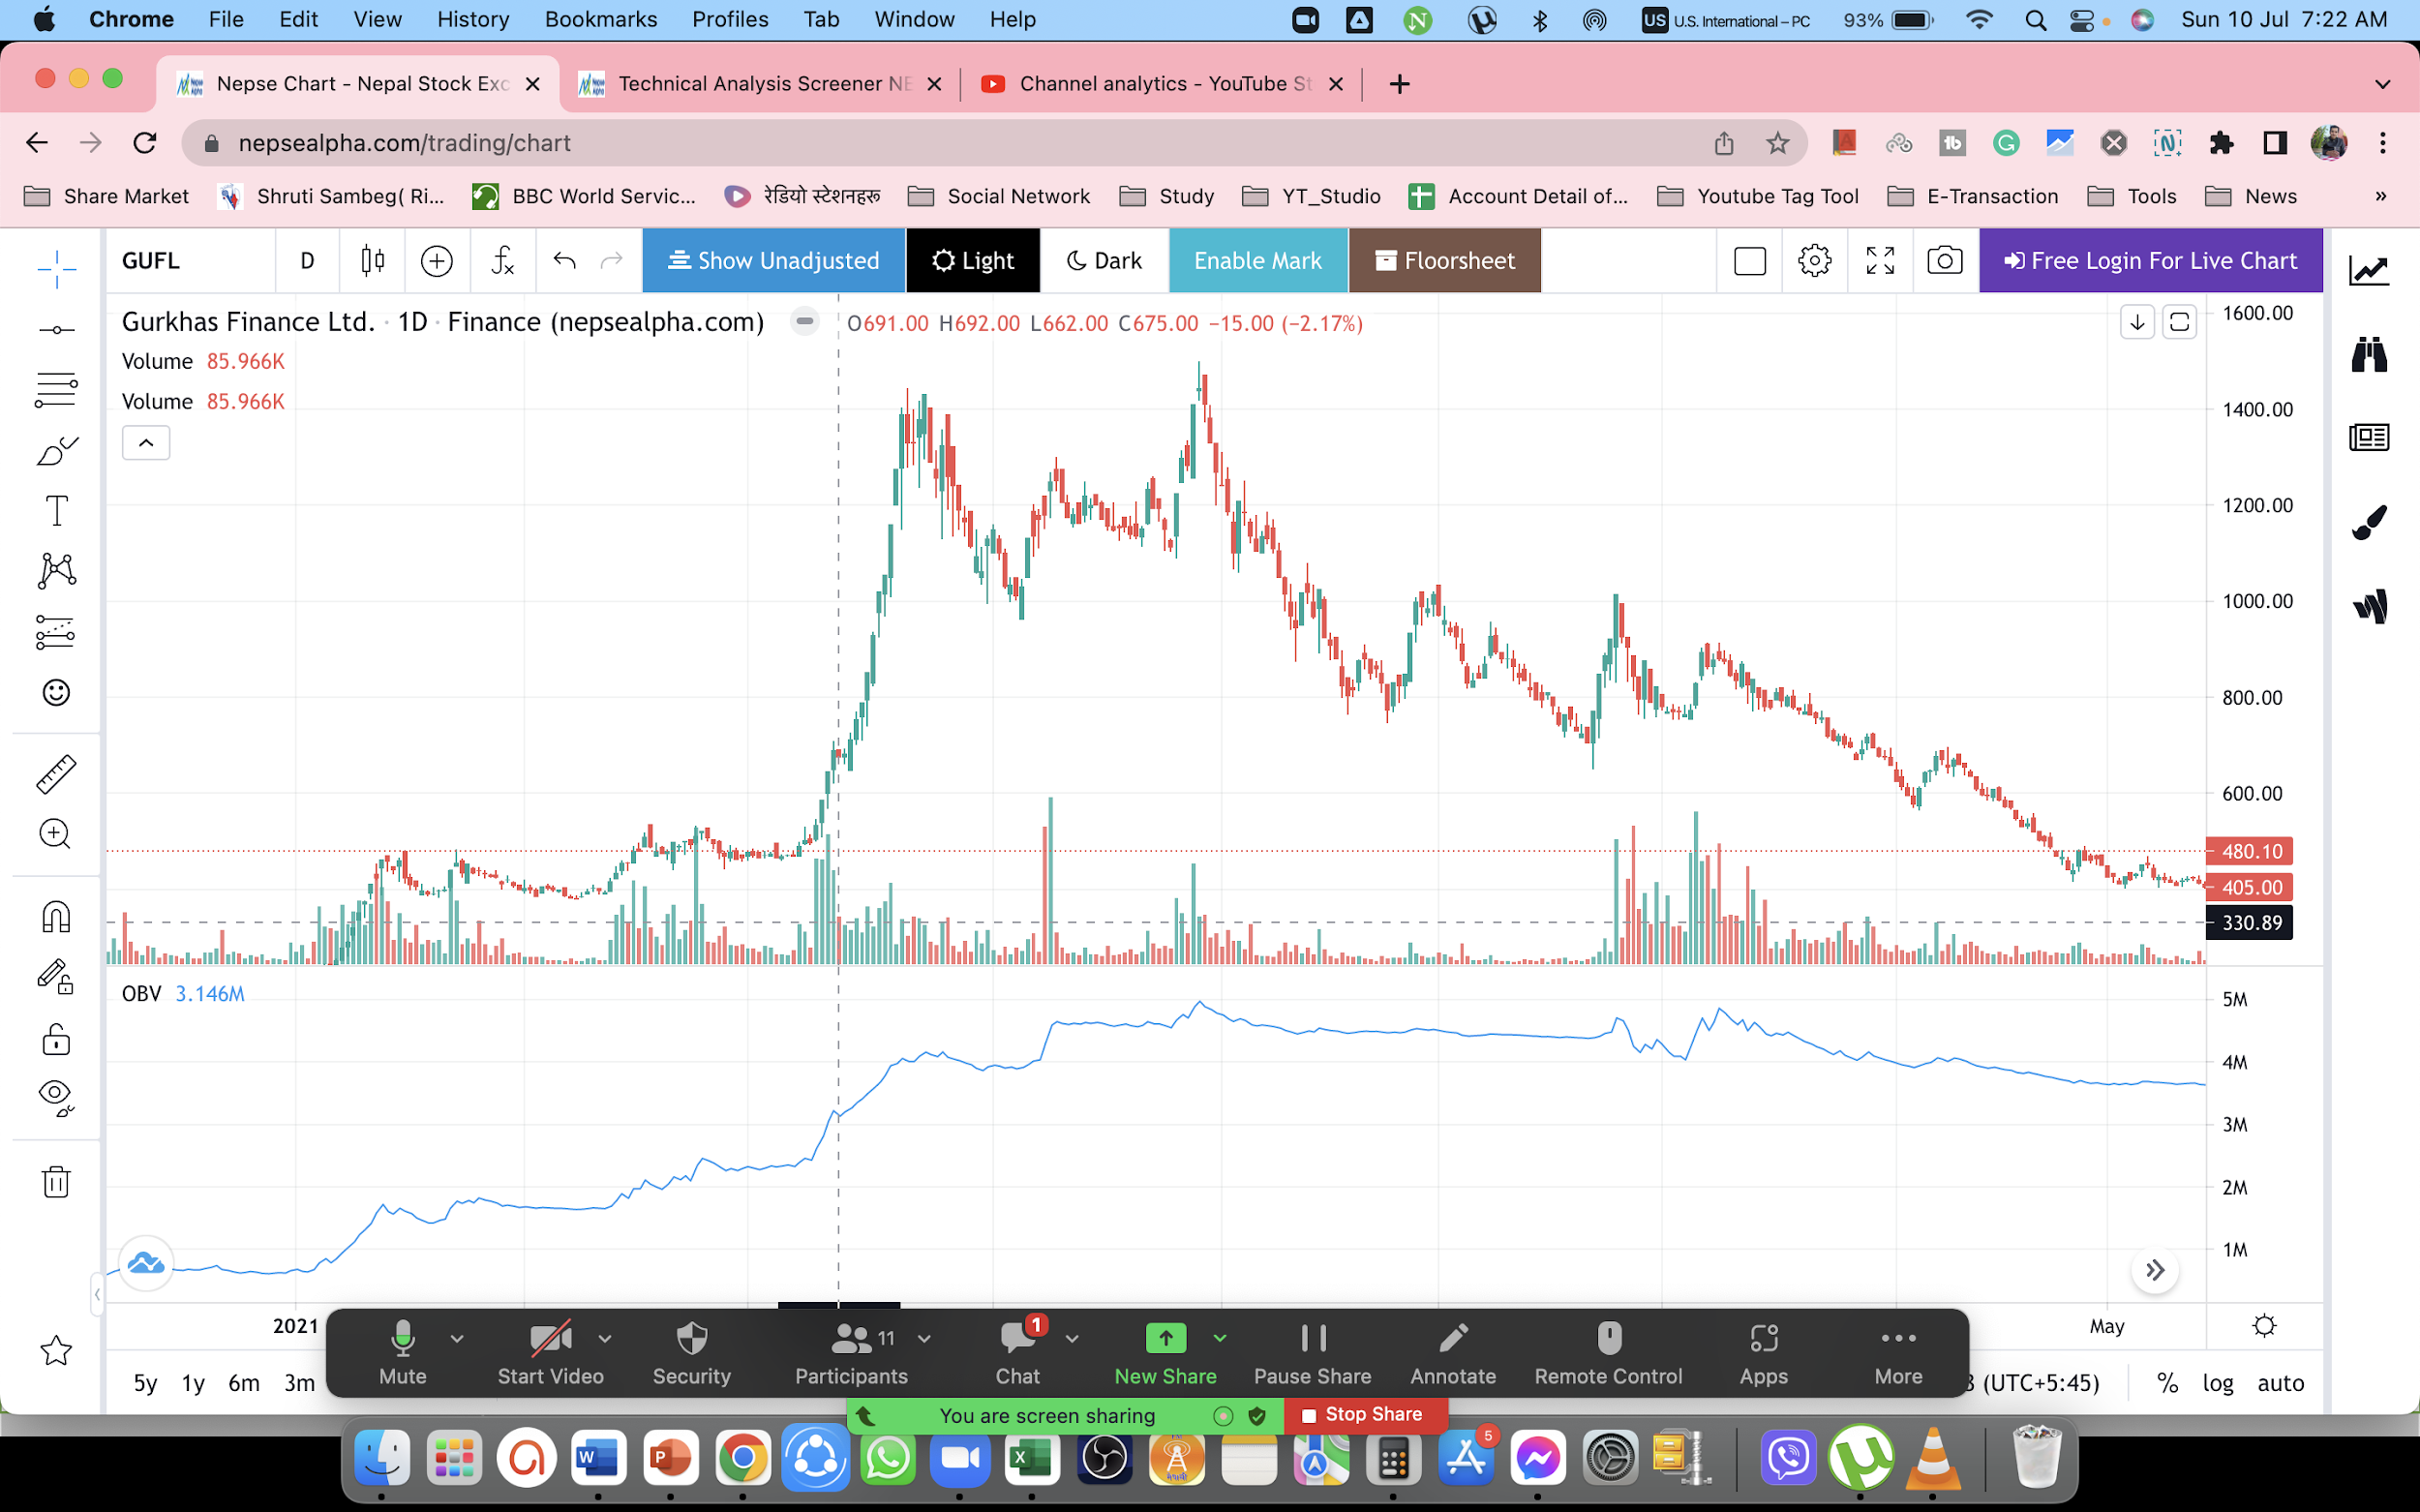 Chrome File Edit View History Bookmarks Profiles Tab Window Help US U.S. International – PC 93% Sun 10 Jul 7:22 AM
Nepse Chart - Nepal Stock Exc Technical Analysis Screener NE Channel analytics - YouTube St
nepsealpha.com/trading/chart
Share Market Shruti Sambeg( Ri... BBC World Servic... रेडियो स्टेशनहरू Social Network Study YT_Studio Account Detail of... Youtube Tag Tool E-Transaction Tools News »
GUFL D Show Unadjusted Light Dark Enable Mark Floorsheet Free Login For Live Chart
Gurkhas Finance Ltd. · 1D · Finance (nepsealpha.com) O691.00 H692.00 L662.00 C675.00 −15.00 (−2.17%)
Volume 85.966K
Volume 85.966K
1600.00
1400.00
1200.00
1000.00
800.00
600.00
480.10
405.00
330.89
OBV 3.146M
5M
4M
3M
2M
1M
2021 May
Mute Start Video Security Participants 11 Chat 1 New Share Pause Share Annotate Remote Control Apps More
5y 1y 6m 3m (UTC+5:45) % log auto
You are screen sharing Stop Share
W P X 5